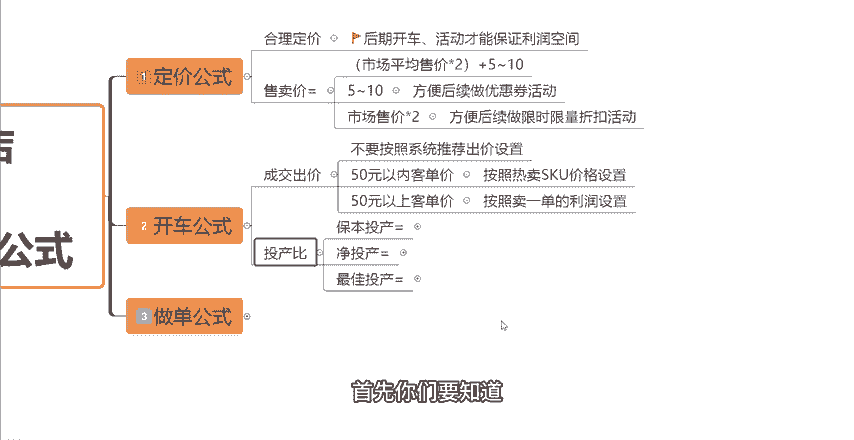 合理定价
后期开车、活动才能保证利润空间
1 定价公式
售卖价=
（市场平均售价*2）+5~10
5~10
方便后续做优惠券活动
市场售价*2
方便后续做限时限量折扣活动
2 开车公式
成交出价
不要按照系统推荐出价设置
50元以内客单价
按照热卖SKU价格设置
50元以上客单价
按照卖一单的利润设置
投产比
保本投产=
净投产=
最佳投产=
公式
3 做单公式
首先你们要知道